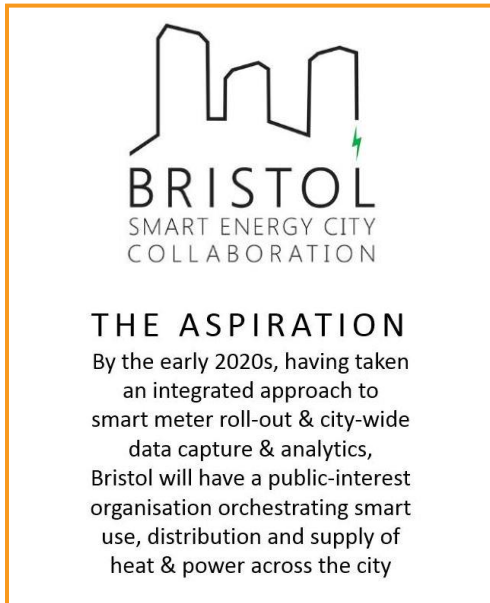 BRISTOL
SMART ENERGY CITY
COLLABORATION
THE ASPIRATION
By the early 2020s, having taken
an integrated approach to
smart meter roll-out & city-wide
data capture & analytics,
Bristol will have a public-interest
organisation orchestrating smart
use, distribution and supply of
heat & power across the city